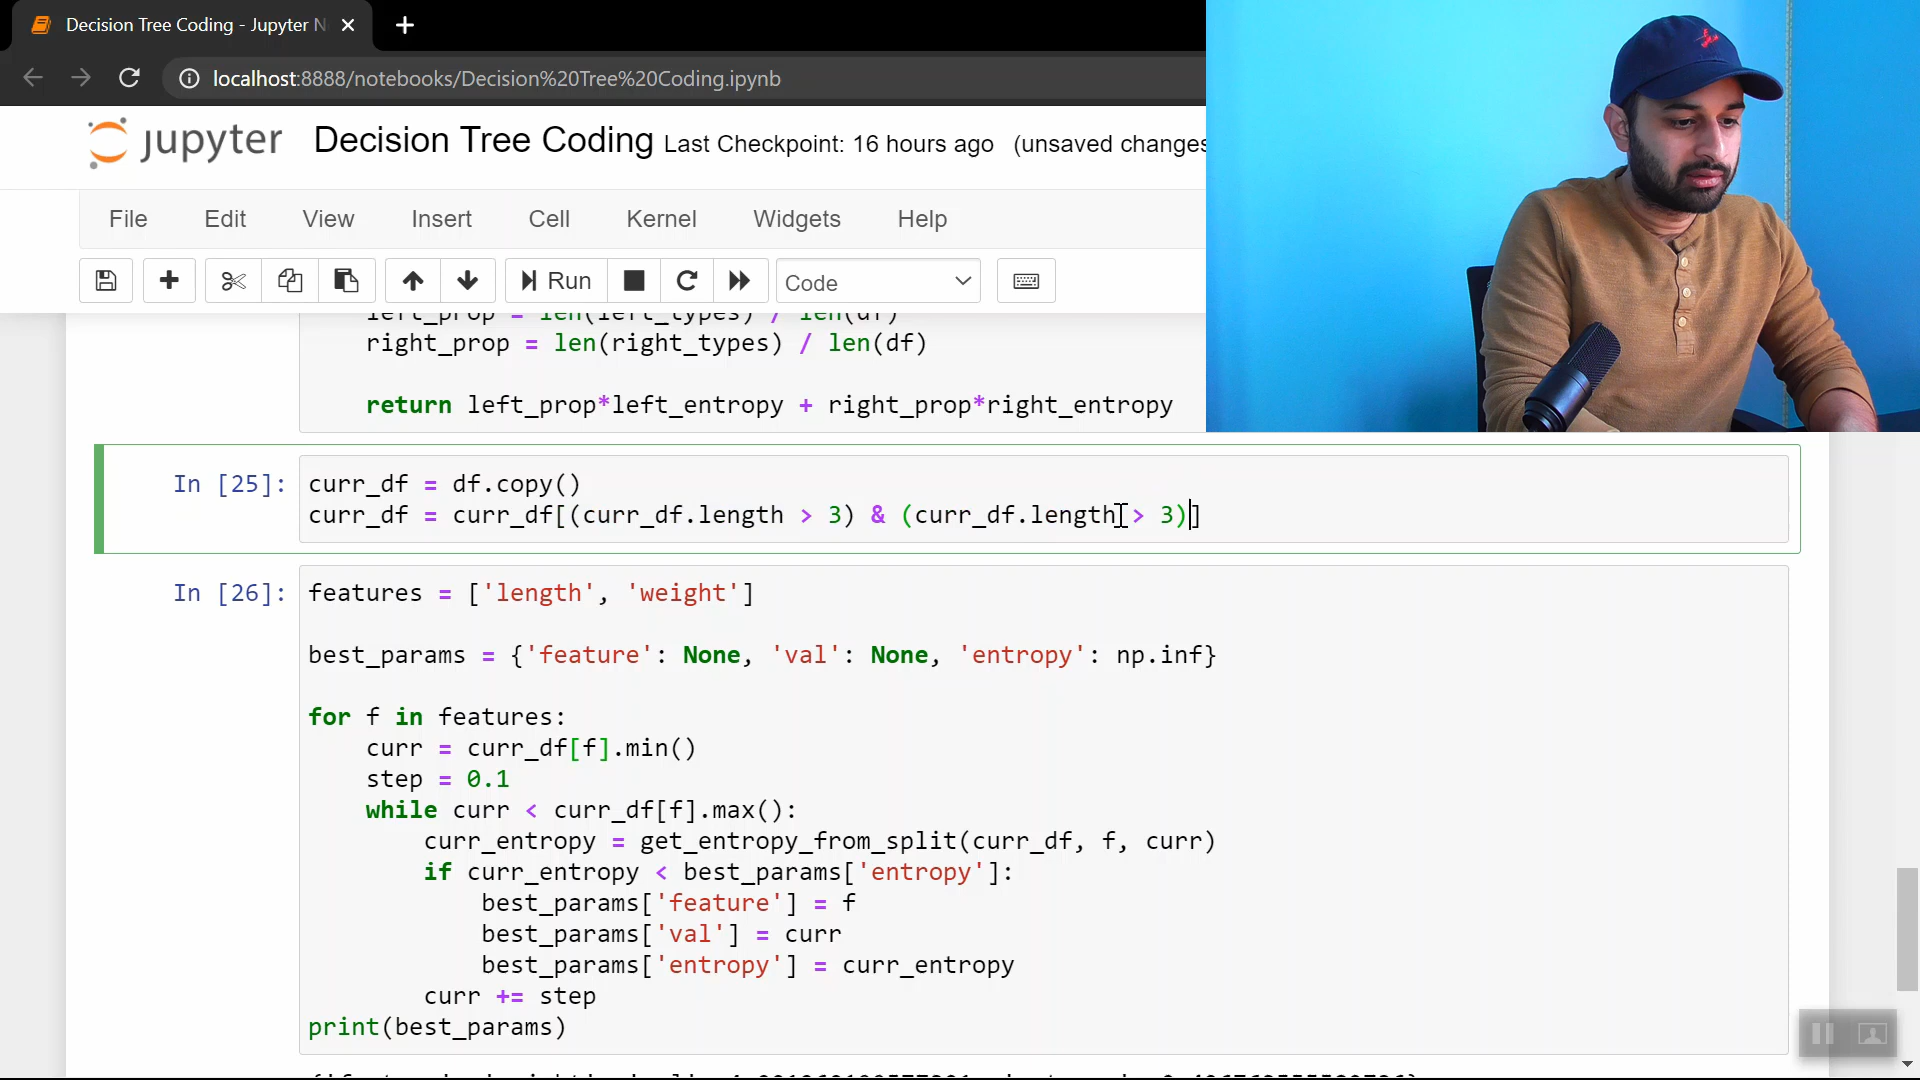 Decision Tree Coding - Jupyter N
localhost:8888/notebooks/Decision%20Tree%20Coding.ipynb
jupyter Decision Tree Coding Last Checkpoint: 16 hours ago (unsaved changes
File Edit View Insert Cell Kernel Widgets Help
Run Code
left_prop = len(left_types) / len(df)
right_prop = len(right_types) / len(df)
return left_prop*left_entropy + right_prop*right_entropy
In [25]: curr_df = df.copy()
curr_df = curr_df[(curr_df.length > 3) & (curr_df.length > 3)]
In [26]: features = ['length', 'weight']
best_params = {'feature': None, 'val': None, 'entropy': np.inf}
for f in features:
curr = curr_df[f].min()
step = 0.1
while curr < curr_df[f].max():
curr_entropy = get_entropy_from_split(curr_df, f, curr)
if curr_entropy < best_params['entropy']:
best_params['feature'] = f
best_params['val'] = curr
best_params['entropy'] = curr_entropy
curr += step
print(best_params)